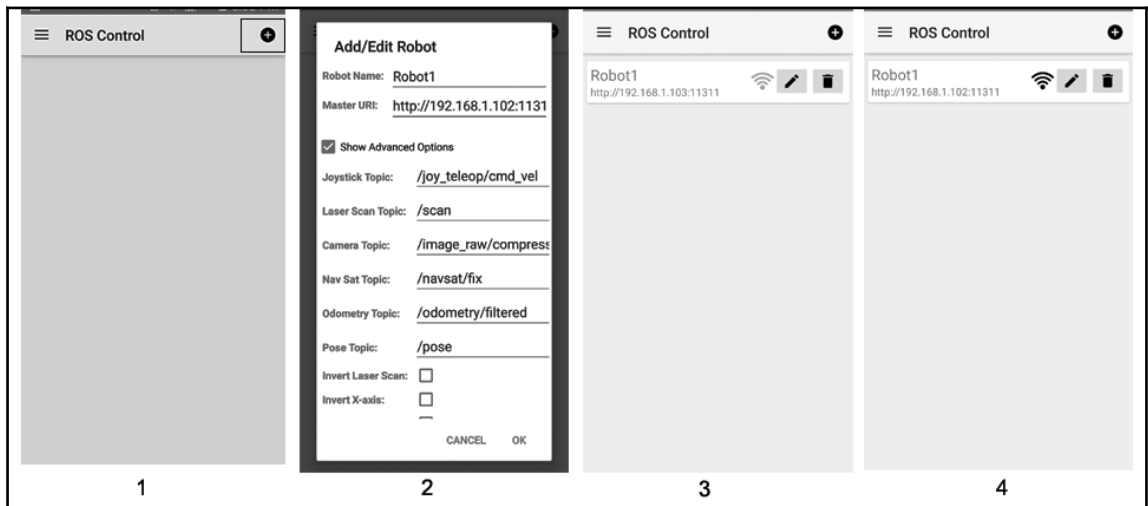 ROS Control
1
Add/Edit Robot
Robot Name: Robot1
Master URI: http://192.168.1.102:1131
Show Advanced Options
Joystick Topic: /joy_teleop/cmd_vel
Laser Scan Topic: /scan
Camera Topic: /image_raw/compress
Nav Sat Topic: /navsat/fix
Odometry Topic: /odometry/filtered
Pose Topic: /pose
Invert Laser Scan:
Invert X-axis:
CANCEL OK
2
ROS Control
Robot1
http://192.168.1.103:11311
3
ROS Control
Robot1
http://192.168.1.102:11311
4